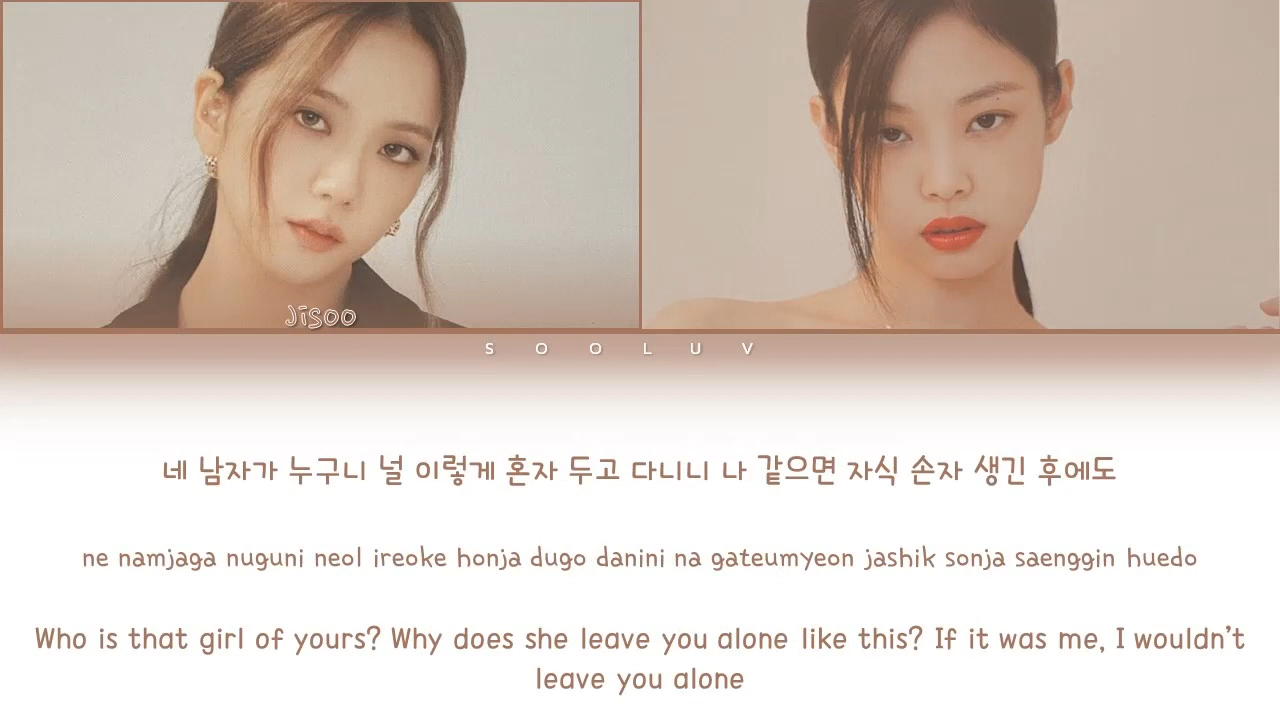 Jisoo
S O O L U V
네 남자가 누구니 널 이렇게 혼자 두고 다니니 나 같으면 자식 손자 생긴 후에도
ne namjaga nuguni neol ireoke honja dugo danini na gateumyeon jashik sonja saenggin huedo
Who is that girl of yours? Why does she leave you alone like this? If it was me, I wouldn't
leave you alone